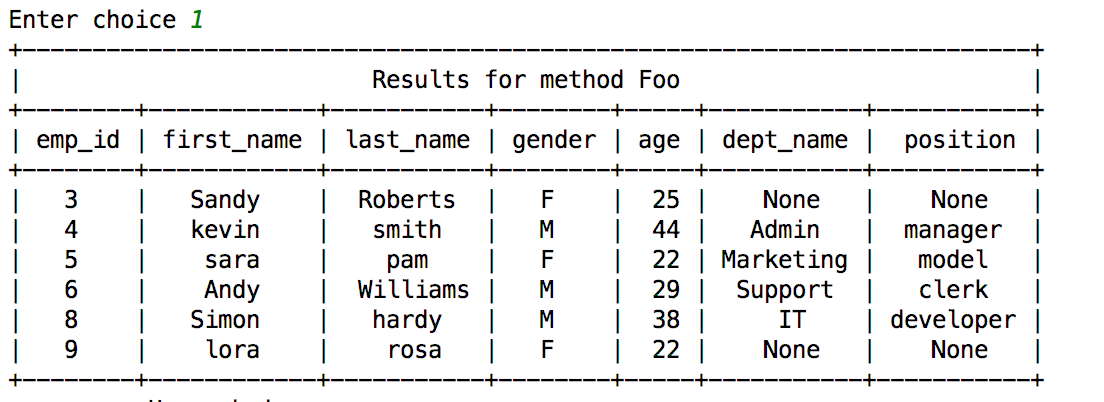 Enter choice 1
+-------------------------------------------------------------------------+
|                         Results for method Foo                          |
+--------+------------+-----------+--------+-----+-----------+-----------+
| emp_id | first_name | last_name | gender | age | dept_name |  position |
+--------+------------+-----------+--------+-----+-----------+-----------+
|   3    |   Sandy    |  Roberts  |   F    |  25 |    None   |    None   |
|   4    |   kevin    |   smith   |   M    |  44 |   Admin   |  manager  |
|   5    |    sara    |    pam    |   F    |  22 | Marketing |   model   |
|   6    |    Andy    |  Williams |   M    |  29 |  Support  |   clerk   |
|   8    |   Simon    |   hardy   |   M    |  38 |     IT    | developer |
|   9    |    lora    |    rosa   |   F    |  22 |    None   |    None   |
+--------+------------+-----------+--------+-----+-----------+-----------+